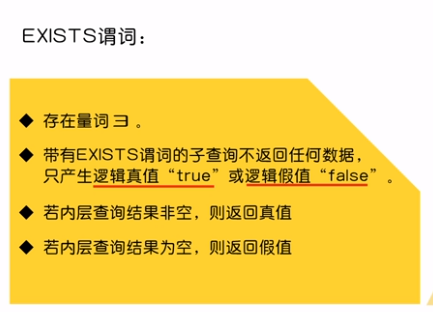 EXISTS谓词：
◆ 存在量词∃ 。
◆ 带有EXISTS谓词的子查询不返回任何数据，
只产生逻辑真值“true”或逻辑假值“false”。
◆ 若内层查询结果非空，则返回真值
◆ 若内层查询结果为空，则返回假值